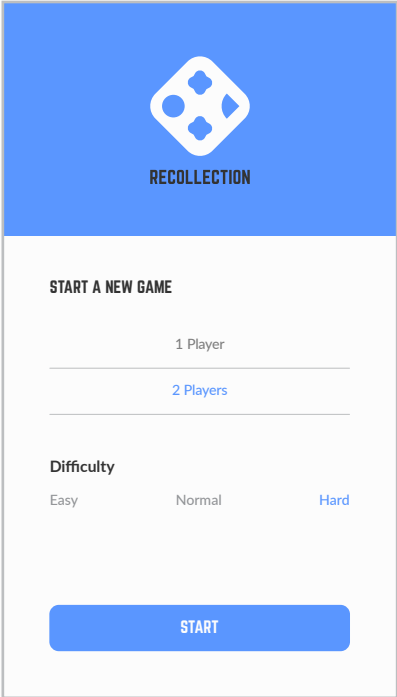 RECOLLECTION
START A NEW GAME
1 Player
2 Players
Difficulty
Easy Normal Hard
START